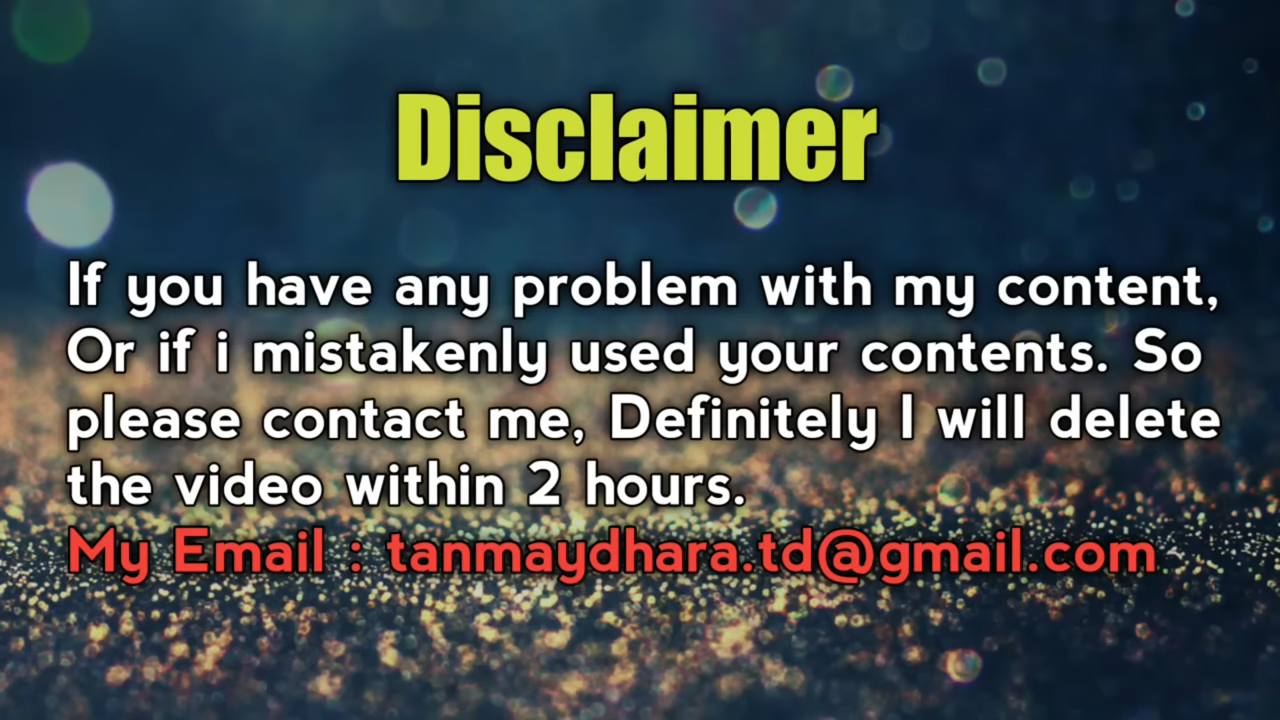 Disclaimer
If you have any problem with my content,
Or if i mistakenly used your contents. So
please contact me, Definitely I will delete
the video within 2 hours.
My Email : tanmaydhara.td@gmail.com